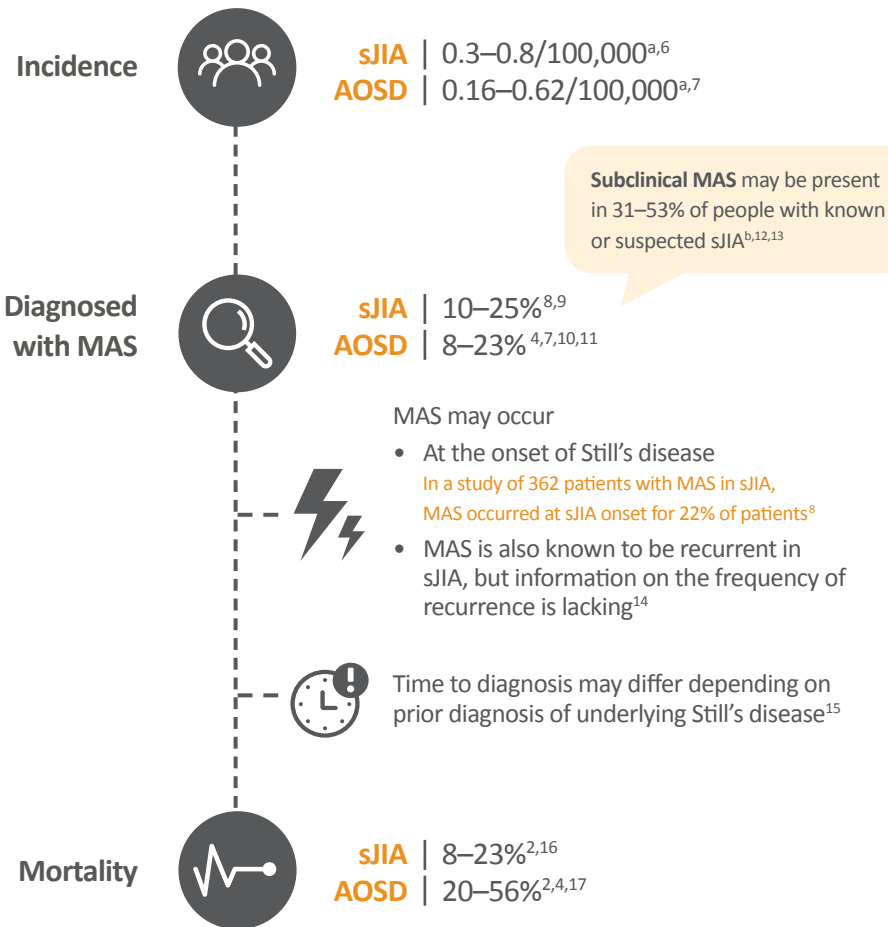 Incidence
sJIA | 0.3–0.8/100,000a,6
AOSD | 0.16–0.62/100,000a,7
Subclinical MAS may be present
in 31–53% of people with known
or suspected sJIAb,12,13
Diagnosed
with MAS
sJIA | 10–25%8,9
AOSD | 8–23%4,7,10,11
MAS may occur
• At the onset of Still’s disease
In a study of 362 patients with MAS in sJIA,
MAS occurred at sJIA onset for 22% of patients8
• MAS is also known to be recurrent in
sJIA, but information on the frequency of
recurrence is lacking14
Time to diagnosis may differ depending on
prior diagnosis of underlying Still’s disease15
Mortality
sJIA | 8–23%2,16
AOSD | 20–56%2,4,17